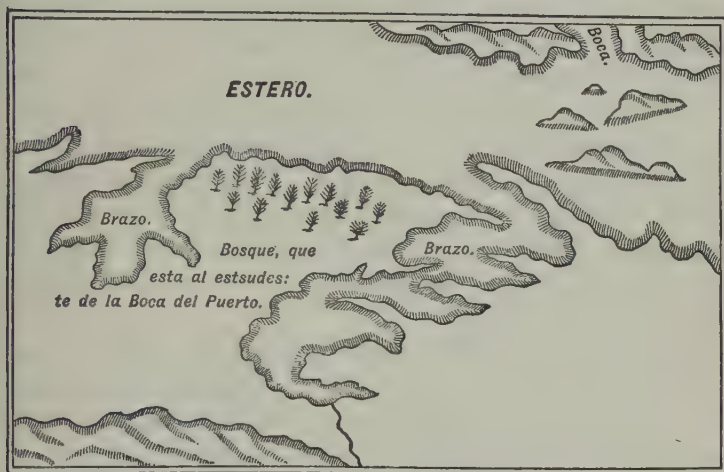 Boca.
ESTERO.
Brazo.
Bosque, que
esta al estsudes:
te de la Boca del Puerto.
Brazo.